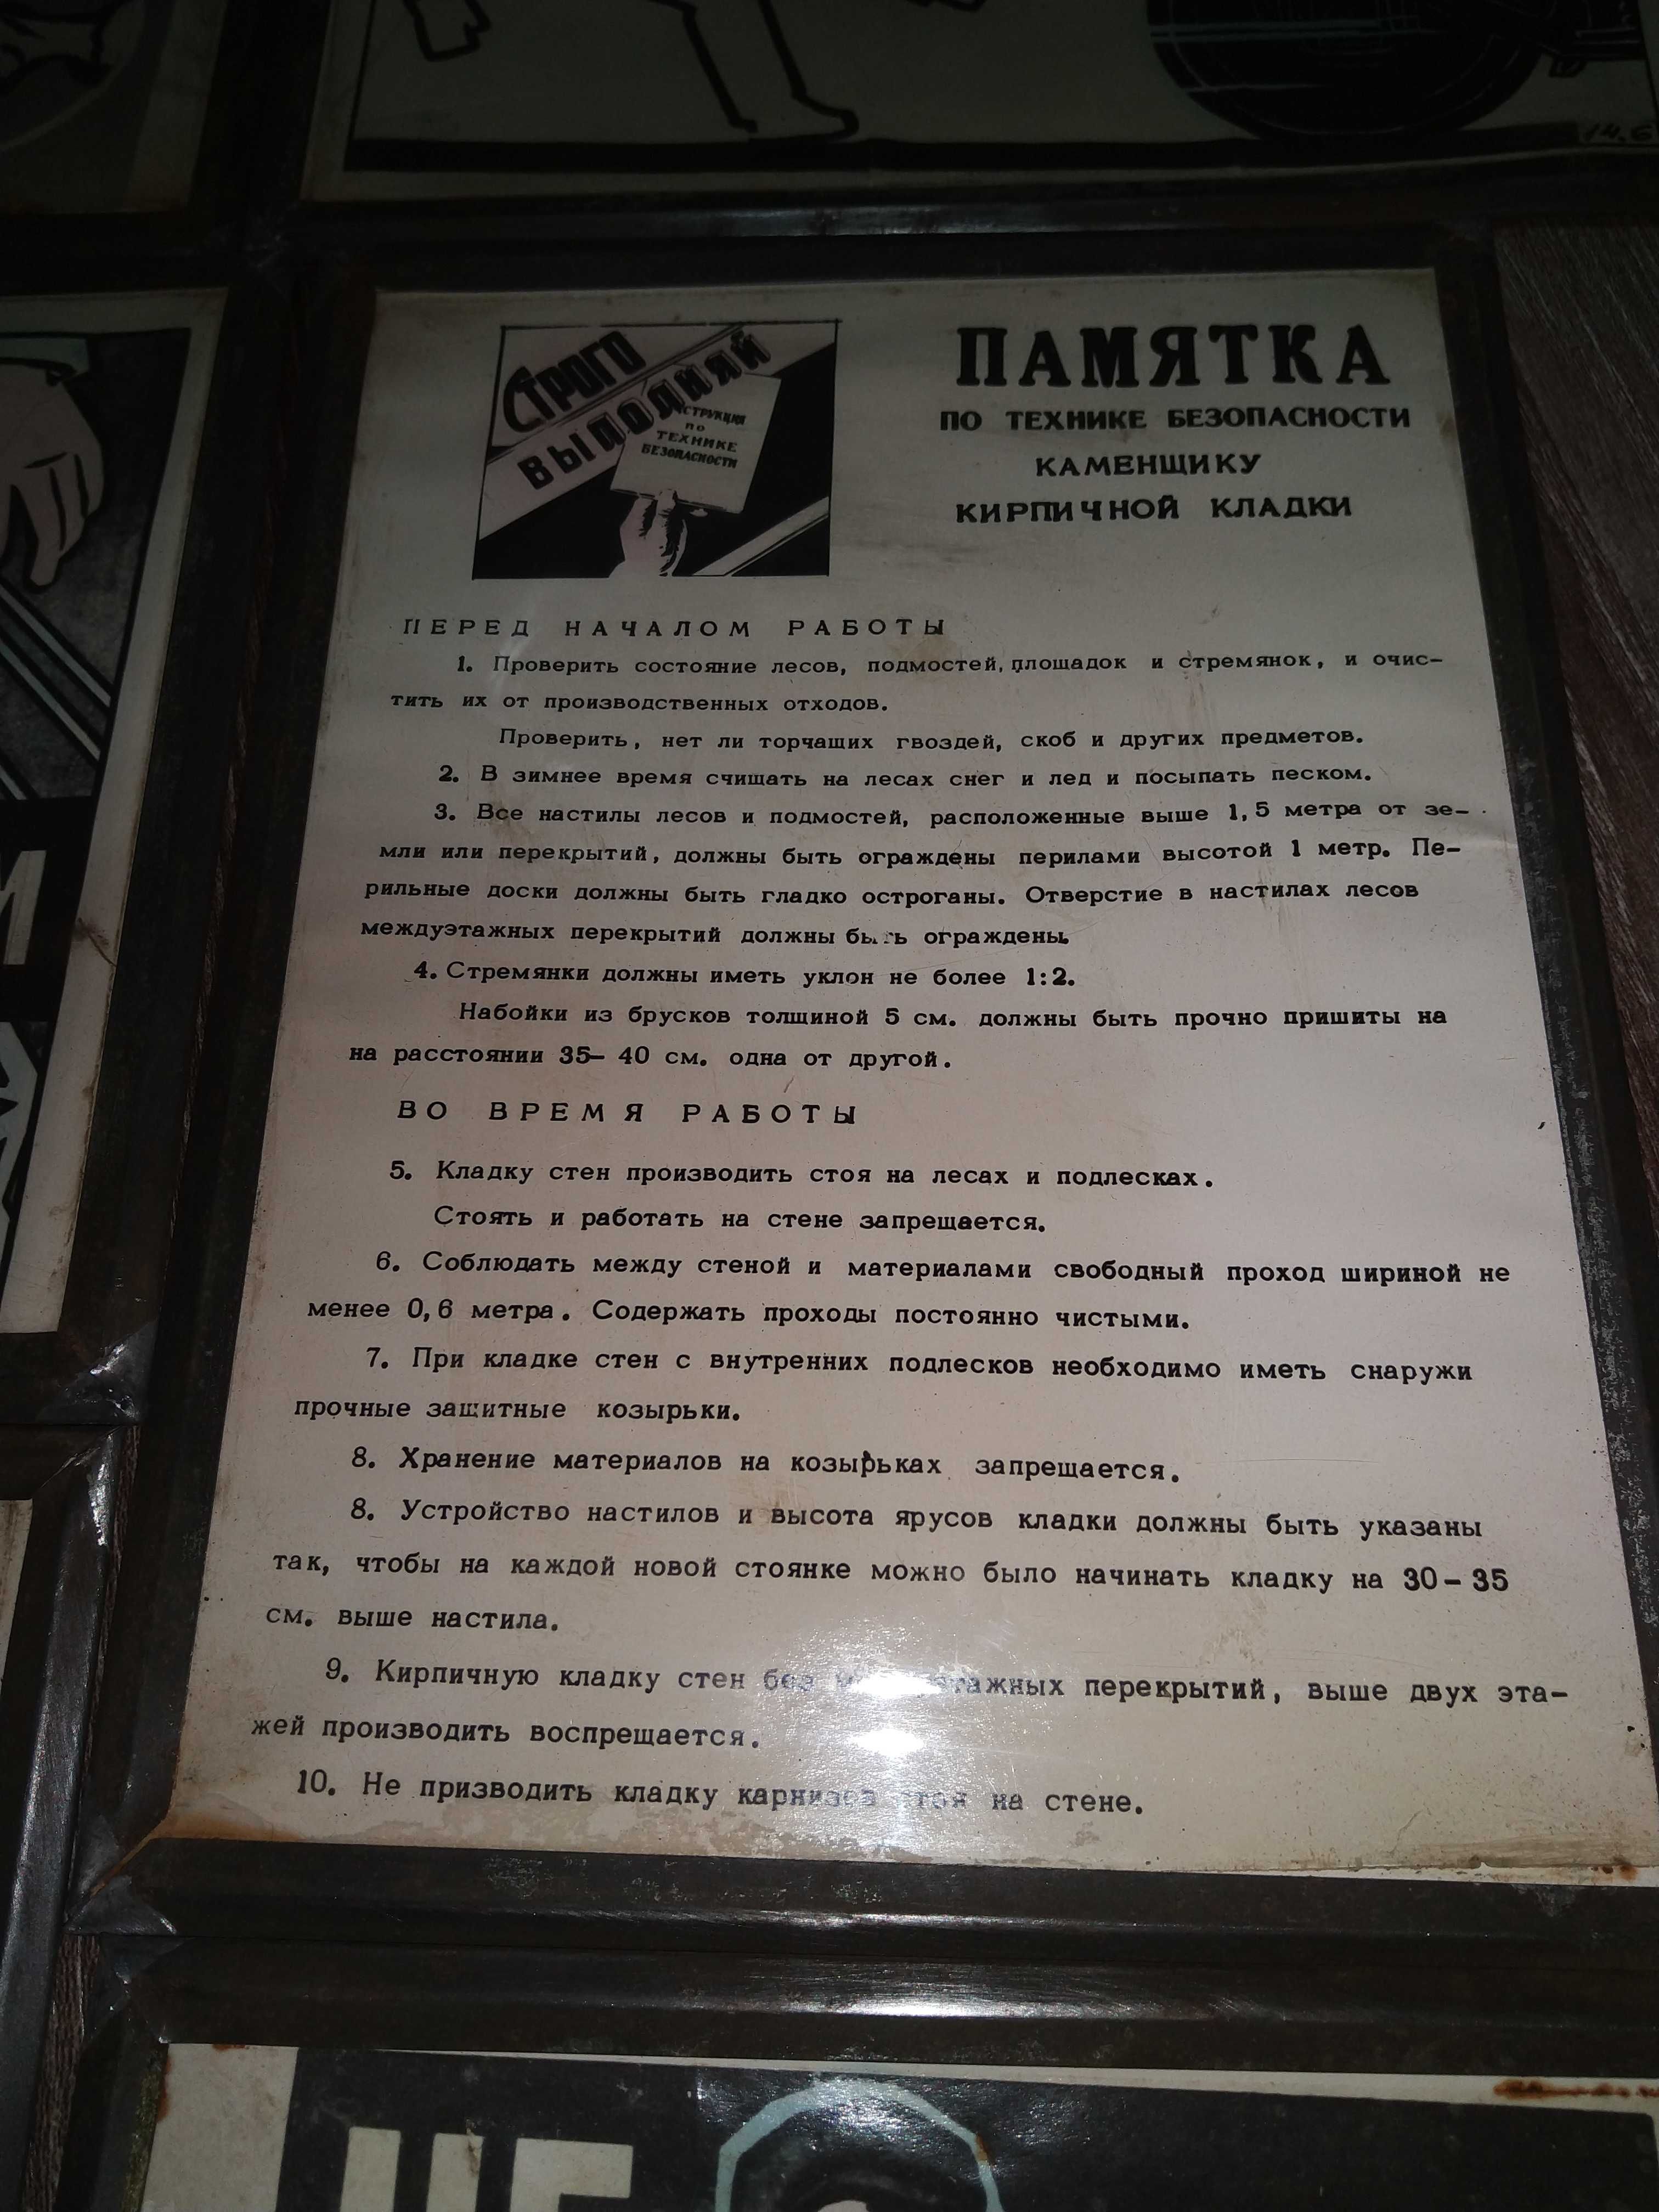 14.6
СТРОГО
ВЫПОЛНЯЙ
ПО
ТЕХНИКЕ
БЕЗОПАСНОСТИ
ПАМЯТКА
ПО ТЕХНИКЕ БЕЗОПАСНОСТИ
КАМЕНЩИКУ
КИРПИЧНОЙ КЛАДКИ
ПЕРЕД НАЧАЛОМ РАБОТЫ
1. Проверить состояние лесов, подмостей, площадок и стремянок, и очис-
тить их от производственных отходов.
Проверить, нет ли торчащих гвоздей, скоб и других предметов.
2. В зимнее время счищать на лесах снег и лед и посыпать песком.
3. Все настилы лесов и подмостей, расположенные выше 1,5 метра от зе-
мли или перекрытий, должны быть ограждены перилами высотой 1 метр. Пе-
рильные доски должны быть гладко остроганы. Отверстие в настилах лесов
междуэтажных перекрытий должны быть ограждены.
4. Стремянки должны иметь уклон не более 1:2.
Набойки из брусков толщиной 5 см. должны быть прочно пришиты на
на расстоянии 35- 40 см. одна от другой.
ВО ВРЕМЯ РАБОТЫ
5. Кладку стен производить стоя на лесах и подлесках.
Стоять и работать на стене запрещается.
6. Соблюдать между стеной и материалами свободный проход шириной не
менее 0,6 метра. Содержать проходы постоянно чистыми.
7. При кладке стен с внутренних подлесков необходимо иметь снаружи
прочные защитные козырьки.
8. Хранение материалов на козырьках запрещается.
8. Устройство настилов и высота ярусов кладки должны быть указаны
так, чтобы на каждой новой стоянке можно было начинать кладку на 30-35
см. выше настила.
9. Кирпичную кладку стен без перекрытий, выше двух эта-
жей производить воспрещается.
10. Не призводить кладку карнизов стоя на стене.
НЕ